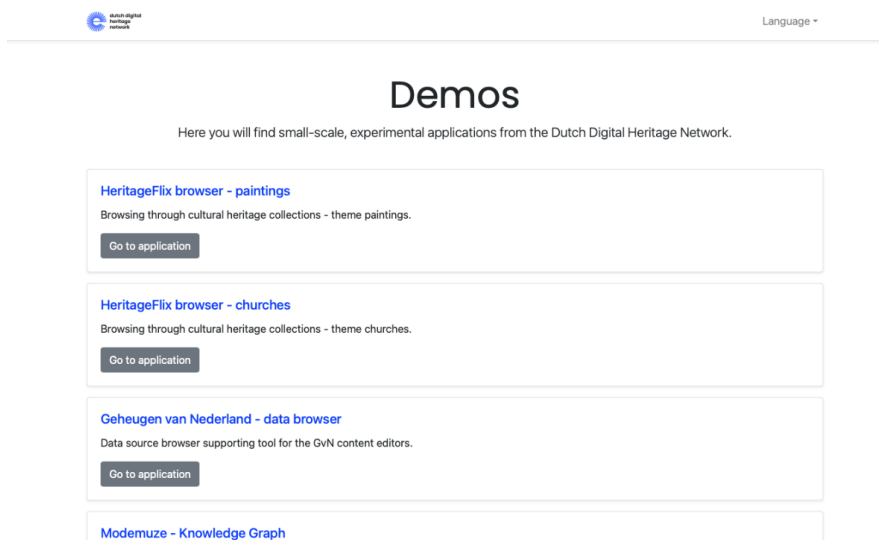 dutch digital
heritage
network
Language
Demos
Here you will find small-scale, experimental applications from the Dutch Digital Heritage Network.
HeritageFlix browser - paintings
Browsing through cultural heritage collections - theme paintings.
Go to application
HeritageFlix browser - churches
Browsing through cultural heritage collections - theme churches.
Go to application
Geheugen van Nederland - data browser
Data source browser supporting tool for the GvN content editors.
Go to application
Modemuze - Knowledge Graph